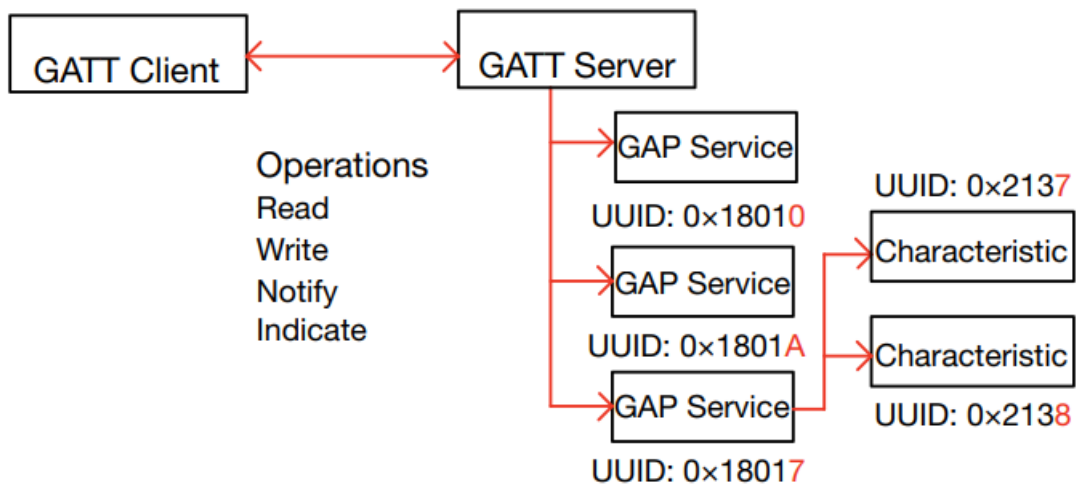 GATT Client
GATT Server
Operations
Read
Write
Notify
Indicate
GAP Service
UUID: 0×18010
GAP Service
UUID: 0×1801A
GAP Service
UUID: 0×18017
UUID: 0×2137
Characteristic
Characteristic
UUID: 0×2138